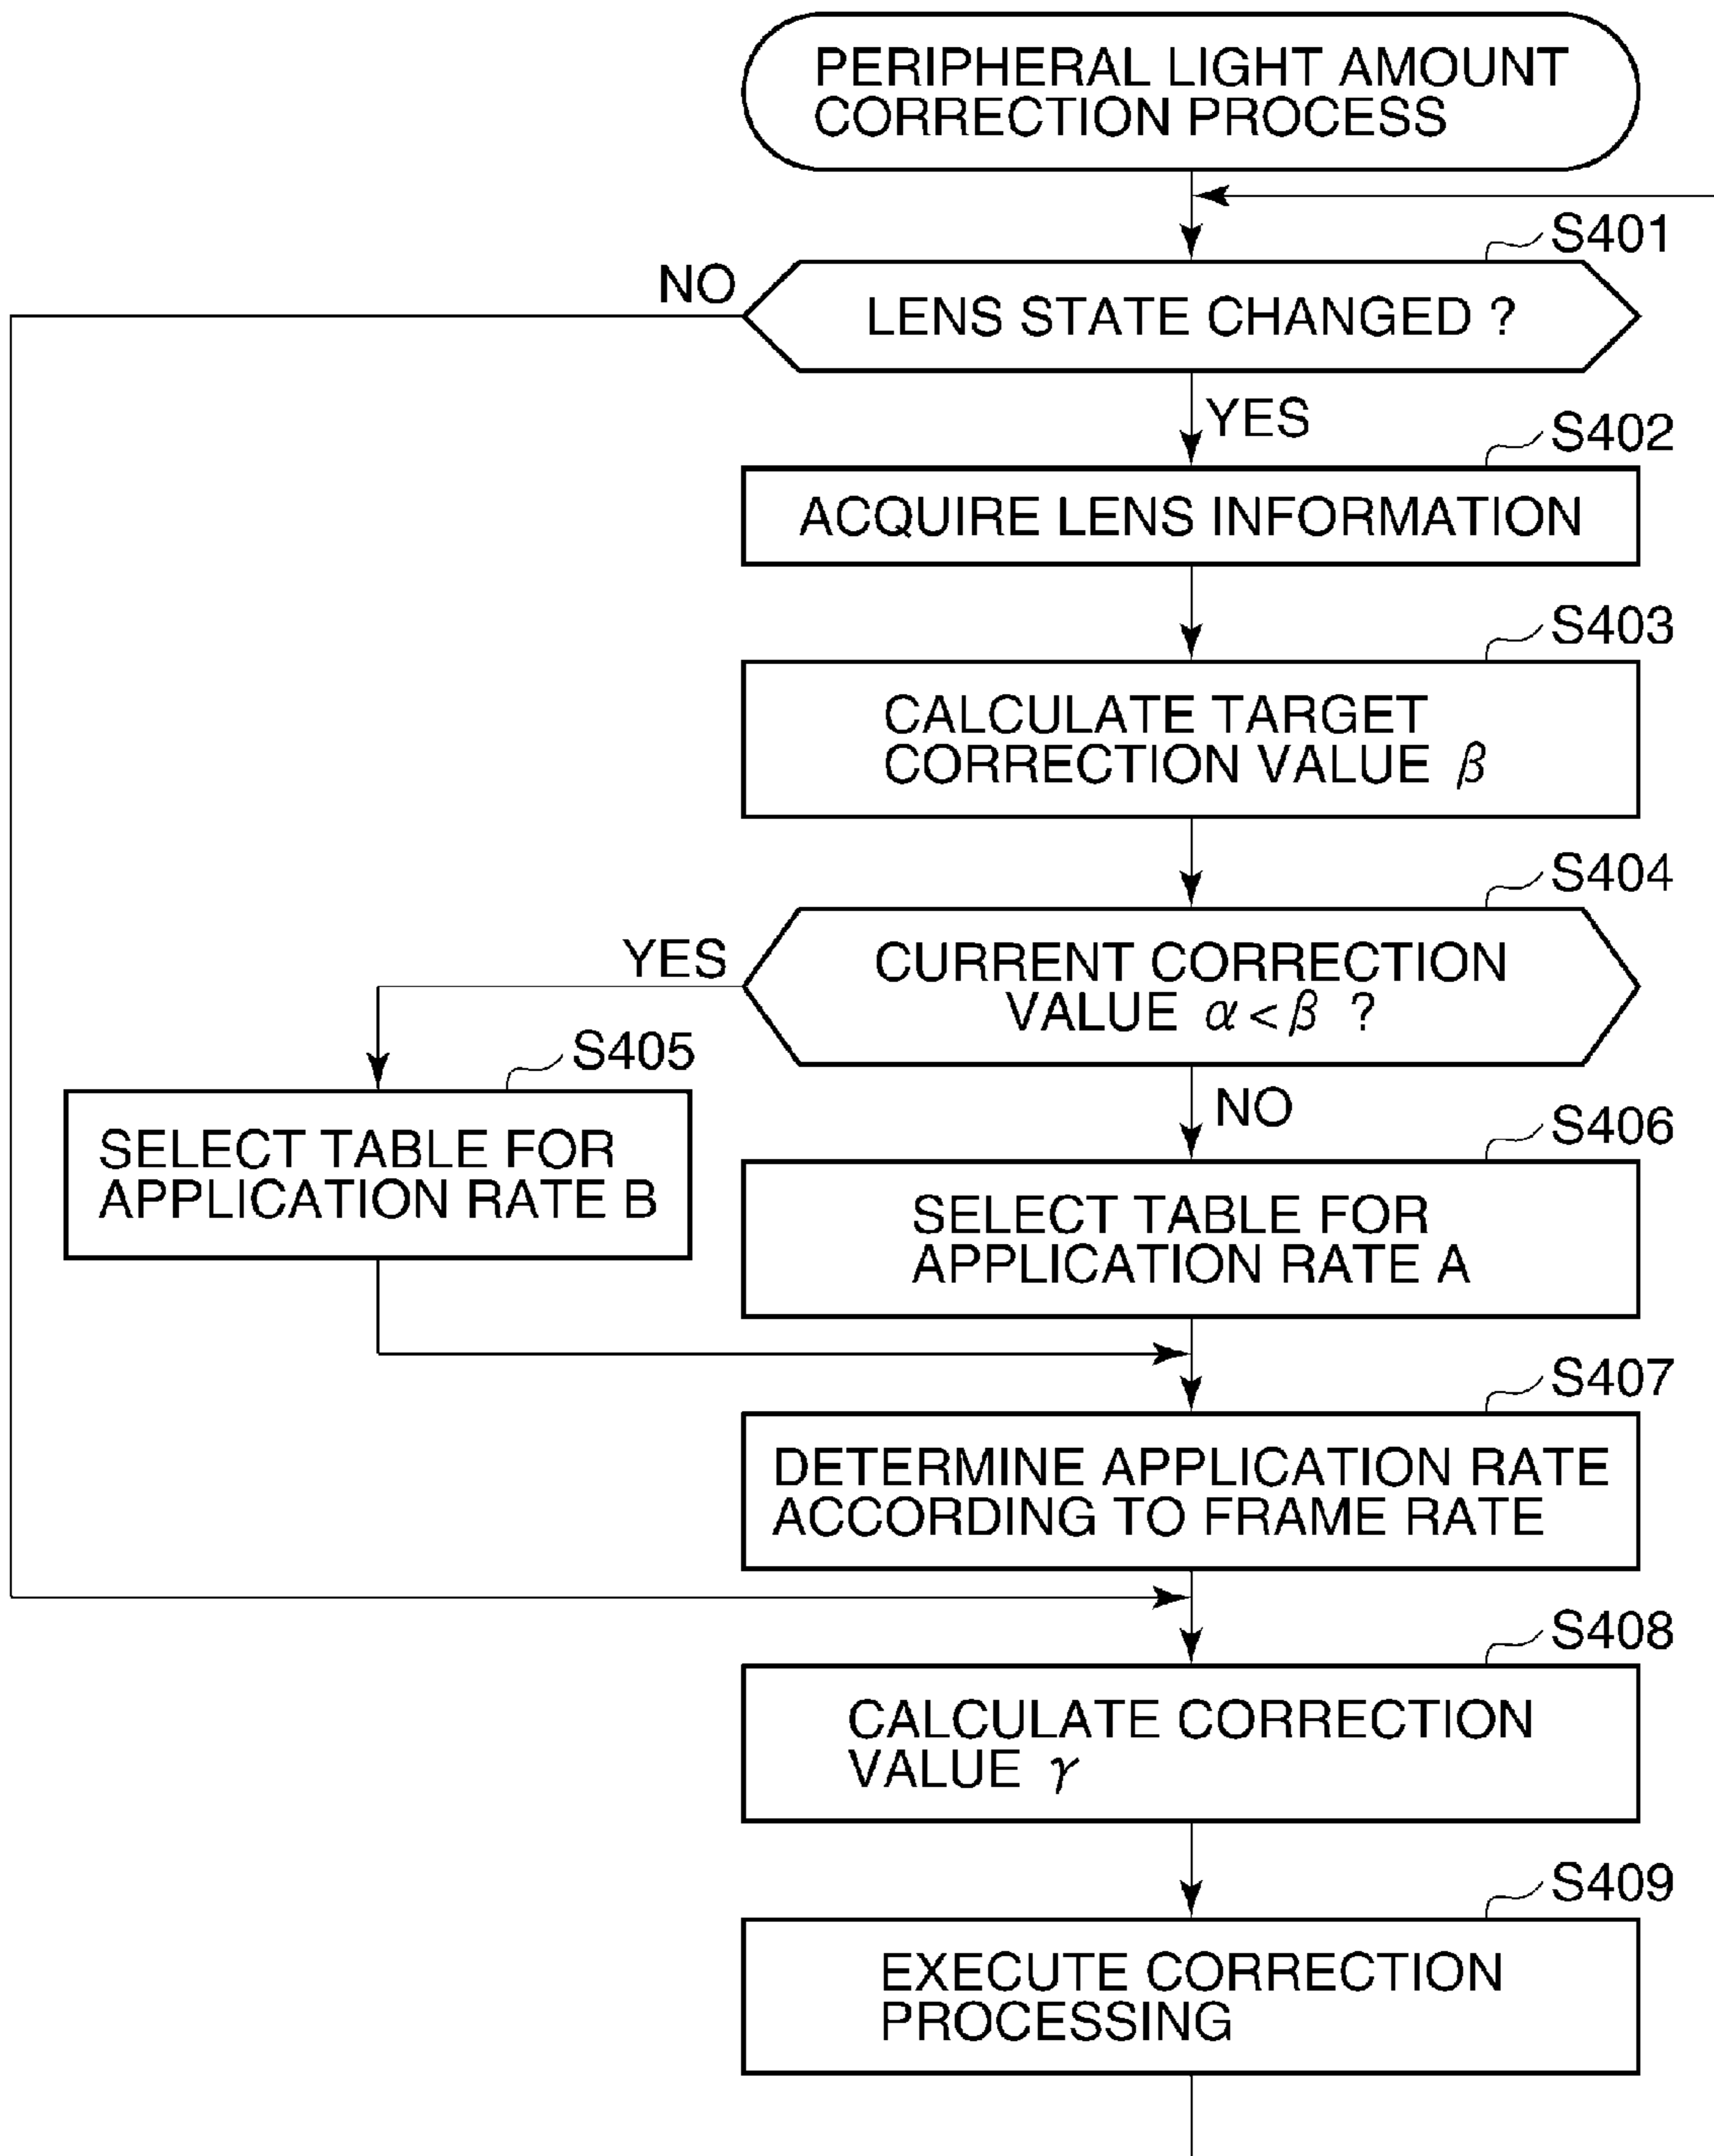 PERIPHERAL LIGHT AMOUNT
CORRECTION PROCESS
S401
NO
LENS STATE CHANGED ?
YES
S402
ACQUIRE LENS INFORMATION
S403
CALCULATE TARGET
CORRECTION VALUE β
S404
YES
CURRENT CORRECTION
VALUE α < β ?
S405
NO
SELECT TABLE FOR
APPLICATION RATE B
S406
SELECT TABLE FOR
APPLICATION RATE A
S407
DETERMINE APPLICATION RATE
ACCORDING TO FRAME RATE
S408
CALCULATE CORRECTION
VALUE γ
S409
EXECUTE CORRECTION
PROCESSING